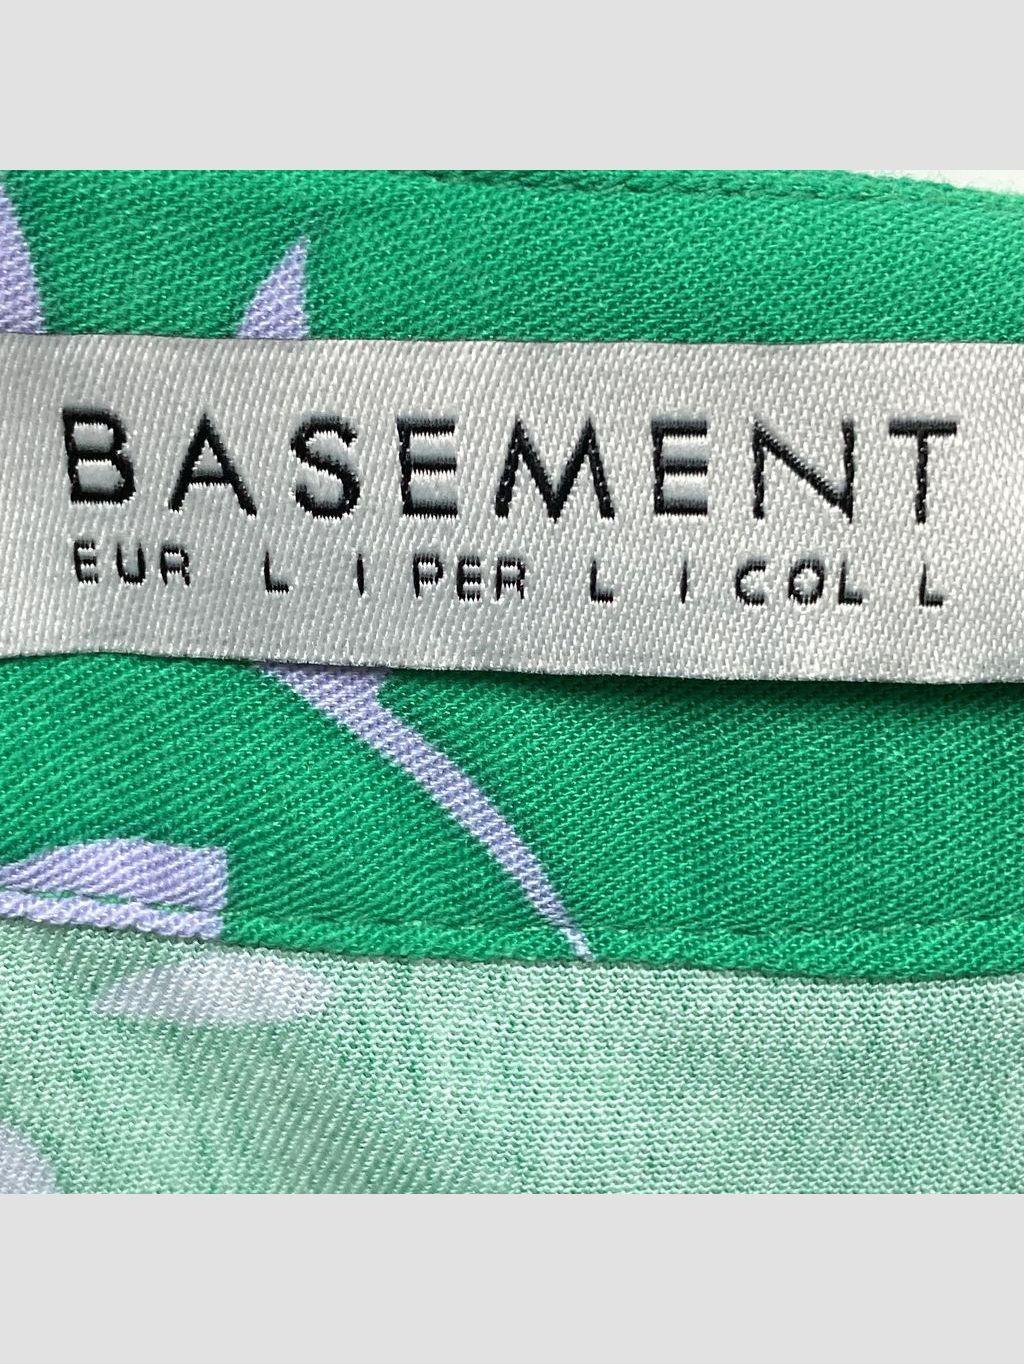 BASEMENT
EUR L | PER L | COL L